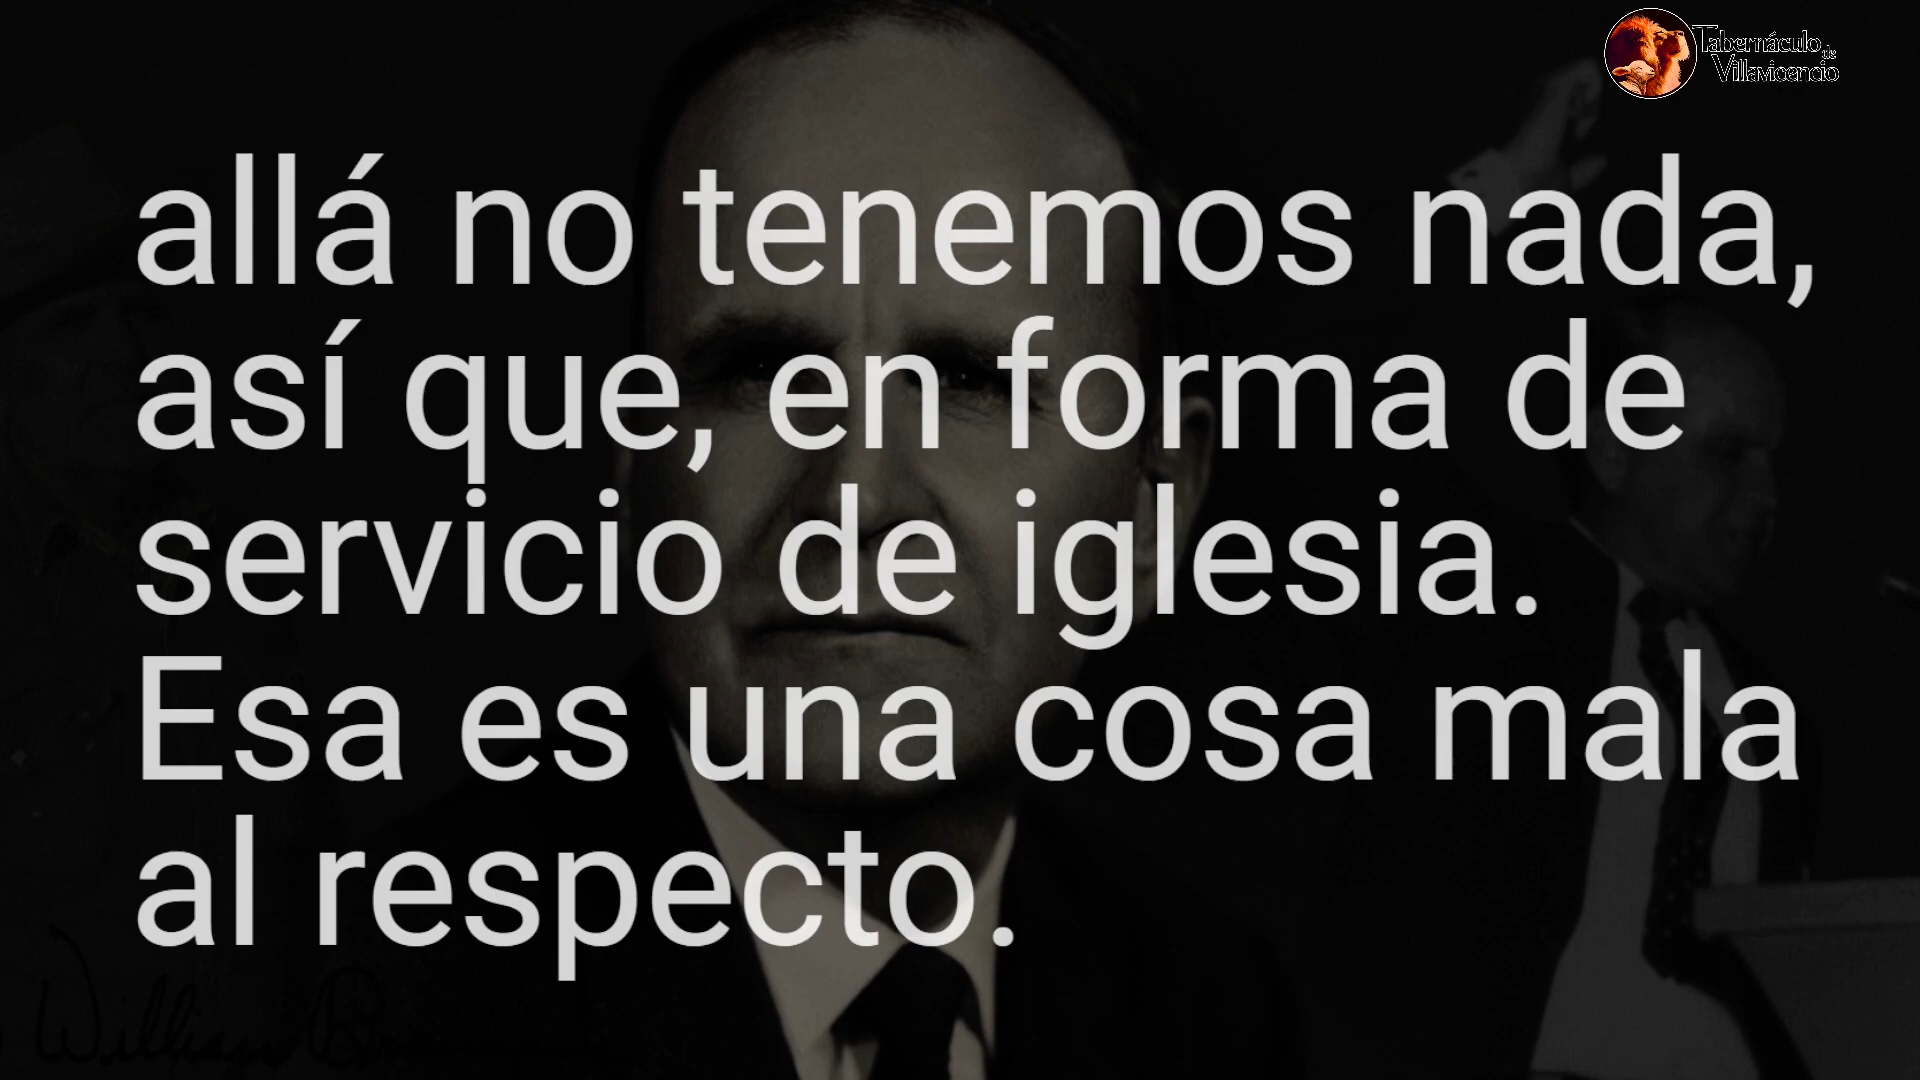 Tabernáculo de
Villavicencio
allá no tenemos nada,
así que, en forma de
servicio de iglesia.
Esa es una cosa mala
al respecto.
William